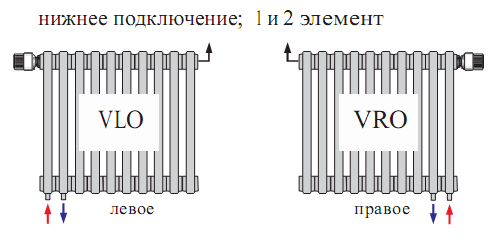 нижнее подключение; 1 и 2 элемент
VLO
VRO
левое
правое